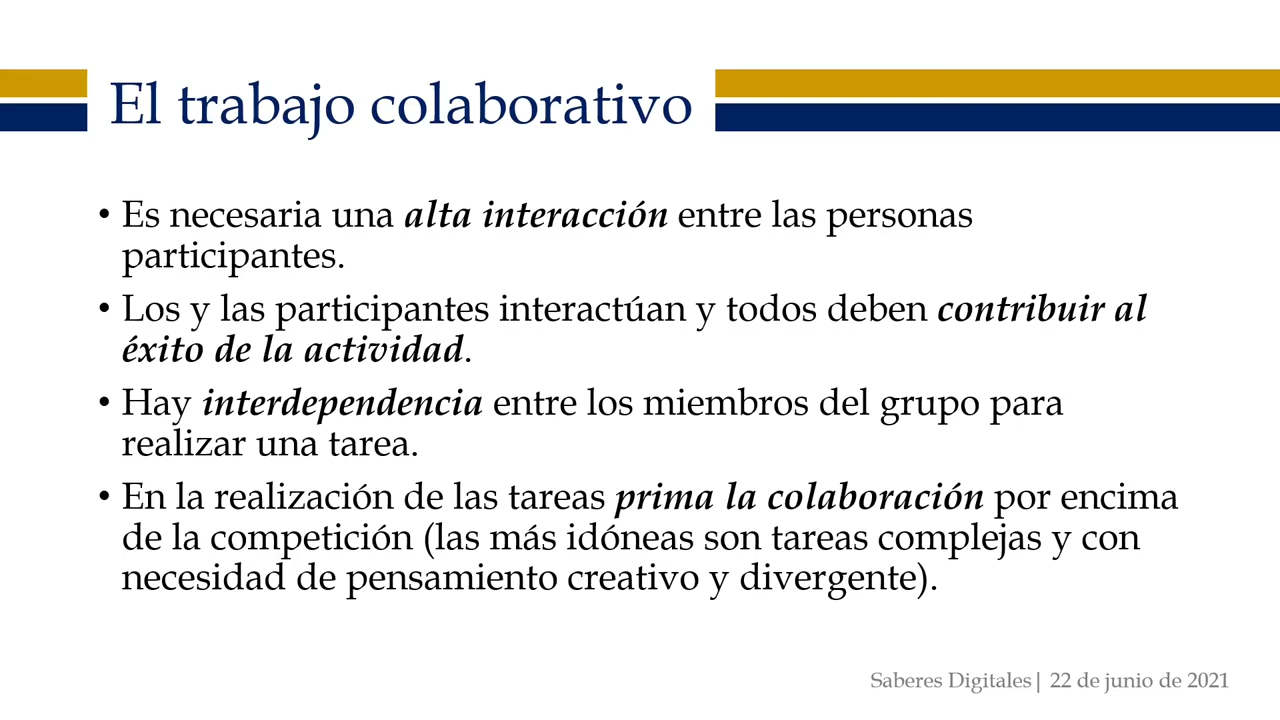 El trabajo colaborativo
• Es necesaria una alta interacción entre las personas
participantes.
• Los y las participantes interactúan y todos deben contribuir al
éxito de la actividad.
• Hay interdependencia entre los miembros del grupo para
realizar una tarea.
• En la realización de las tareas prima la colaboración por encima
de la competición (las más idóneas son tareas complejas y con
necesidad de pensamiento creativo y divergente).
Saberes Digitales| 22 de junio de 2021